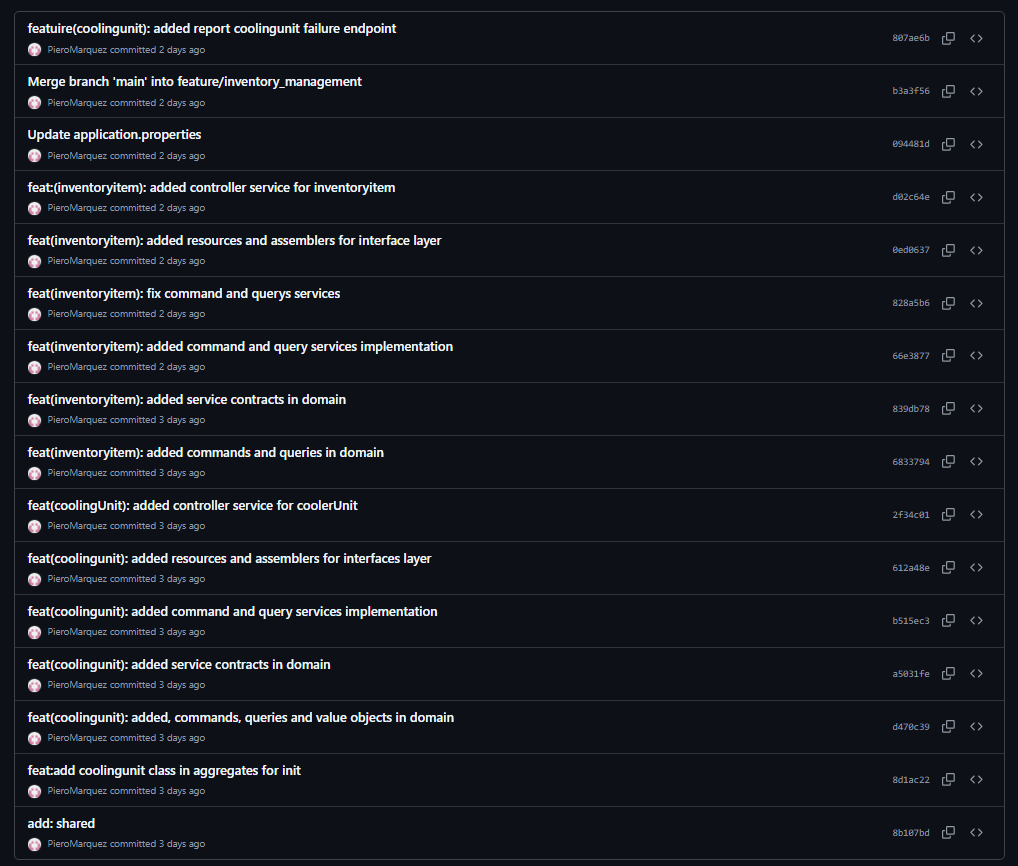 featuire(coolingunit): added report coolingunit failure endpoint
PieroMarquez committed 2 days ago
807ae6b
Merge branch 'main' into feature/inventory_management
PieroMarquez committed 2 days ago
b3a3f56
Update application.properties
PieroMarquez committed 2 days ago
094481d
feat:(inventoryitem): added controller service for inventoryitem
PieroMarquez committed 2 days ago
d02c64e
feat(inventoryitem): added resources and assemblers for interface layer
PieroMarquez committed 2 days ago
0ed0637
feat(inventoryitem): fix command and querys services
PieroMarquez committed 2 days ago
828a5b6
feat(inventoryitem): added command and query services implementation
PieroMarquez committed 2 days ago
66e3877
feat(inventoryitem): added service contracts in domain
PieroMarquez committed 3 days ago
839db78
feat(inventoryitem): added commands and queries in domain
PieroMarquez committed 3 days ago
6833794
feat(coolingUnit): added controller service for coolerUnit
PieroMarquez committed 3 days ago
2f34c01
feat(coolingunit): added resources and assemblers for interfaces layer
PieroMarquez committed 3 days ago
612a48e
feat(coolingunit): added command and query services implementation
PieroMarquez committed 3 days ago
b515ec3
feat(coolingunit): added service contracts in domain
PieroMarquez committed 3 days ago
a5031fe
feat(coolingunit): added, commands, queries and value objects in domain
PieroMarquez committed 3 days ago
d470c39
feat:add coolingunit class in aggregates for init
PieroMarquez committed 3 days ago
8d1ac22
add: shared
PieroMarquez committed 3 days ago
8b107bd